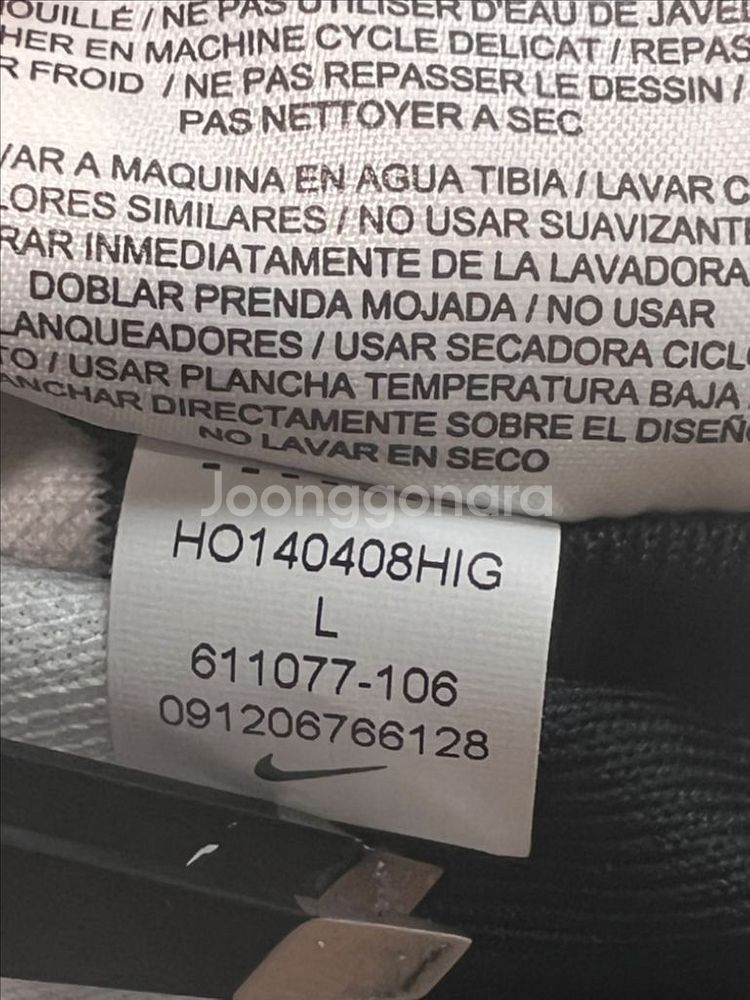 OUILLÉ / NE PAS UTILISER D'EAU DE JAVEL
HER EN MACHINE CYCLE DELICAT / REPAS
R FROID / NE PAS REPASSER LE DESSIN /
PAS NETTOYER A SEC
VAR A MAQUINA EN AGUA TIBIA / LAVAR C
LORES SIMILARES / NO USAR SUAVIZANTE
RAR INMEDIATAMENTE DE LA LAVADORA
DOBLAR PRENDA MOJADA / NO USAR
LANQUEADORES / USAR SECADORA CICL
TO / USAR PLANCHA TEMPERATURA BAJA
ANCHAR DIRECTAMENTE SOBRE EL DISEÑO
NO LAVAR EN SECO
Joonggonara
HO140408HIG
L
611077-106
091206766128